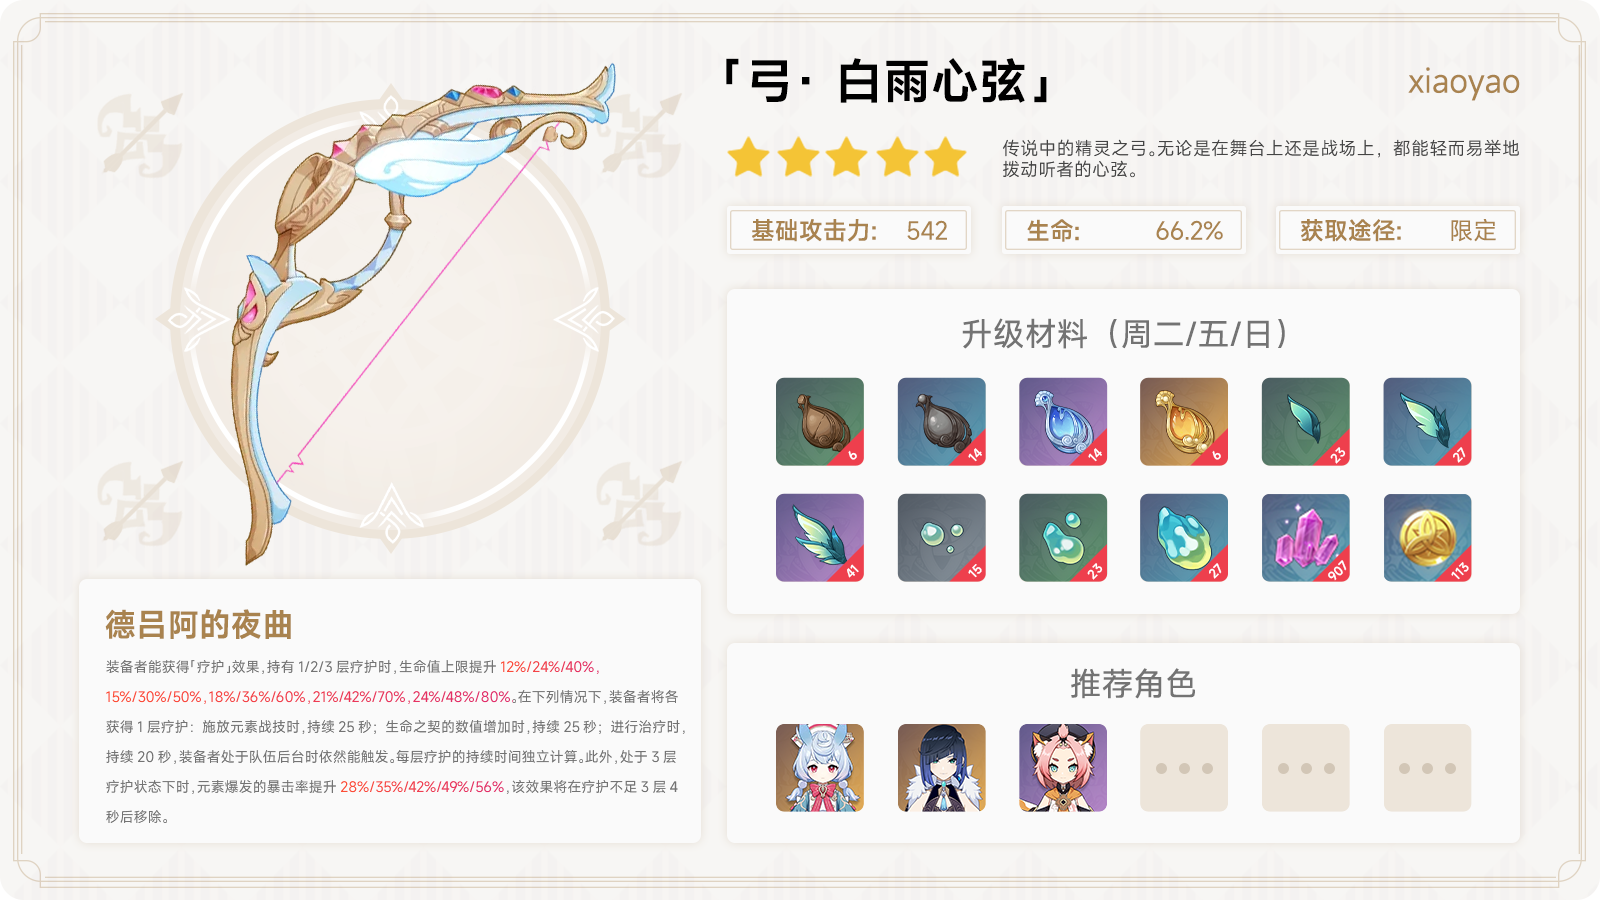 「弓·白雨心弦」
xiaoyao
传说中的精灵之弓。无论是在舞台上还是战场上，都能轻而易举地
拨动听者的心弦。
基础攻击力: 542
生命: 66.2%
获取途径: 限定
升级材料（周二/五/日）
6 14 14 6 23 27
41 15 23 27 907 113
德吕阿的夜曲
装备者能获得「疗护」效果,持有 1/2/3 层疗护时,生命值上限提升 12%/24%/40%,
15%/30%/50%,18%/36%/60%,21%/42%/70%,24%/48%/80%。在下列情况下,装备者将各
获得 1 层疗护：施放元素战技时,持续 25 秒；生命之契的数值增加时,持续 25 秒；进行治疗时,
持续 20 秒,装备者处于队伍后台时依然能触发。每层疗护的持续时间独立计算。此外,处于 3 层
疗护状态下时,元素爆发的暴击率提升 28%/35%/42%/49%/56%,该效果将在疗护不足 3 层 4
秒后移除。
推荐角色